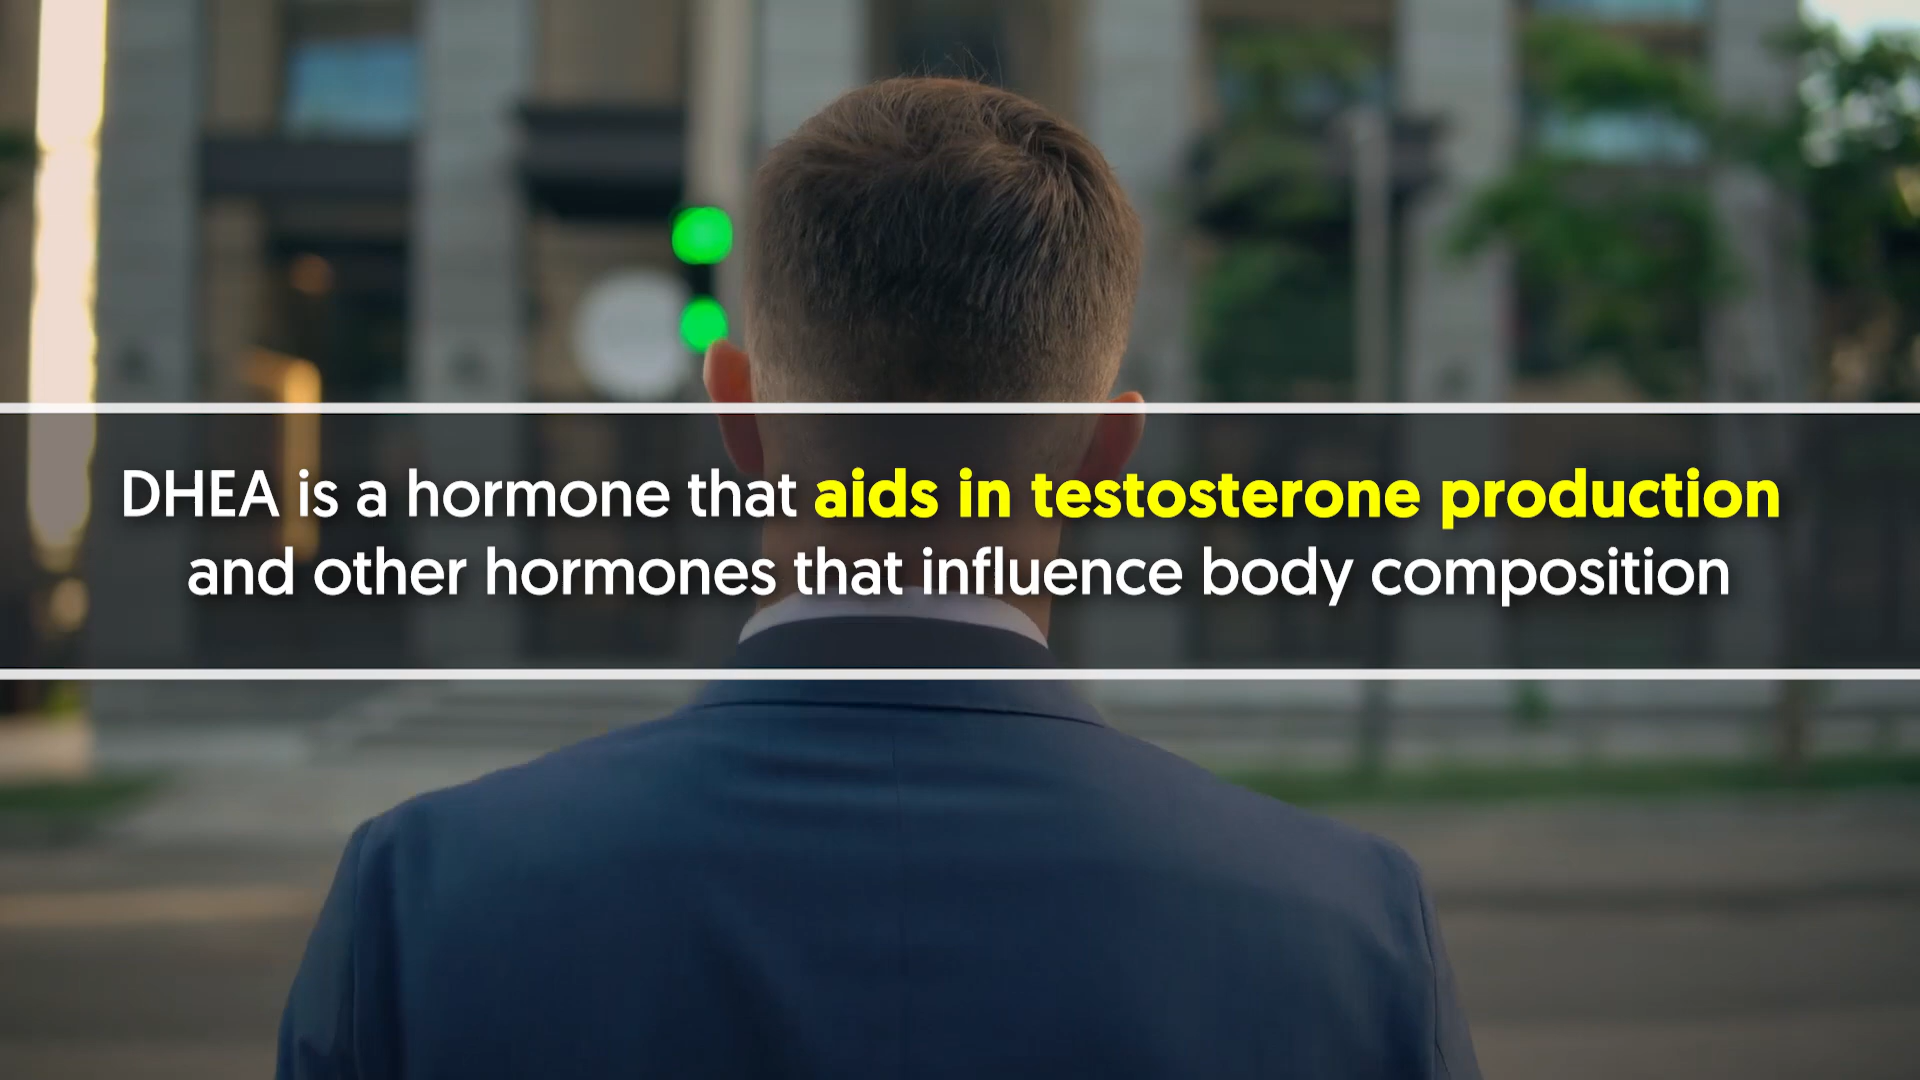 DHEA is a hormone that aids in testosterone production
and other hormones that influence body composition